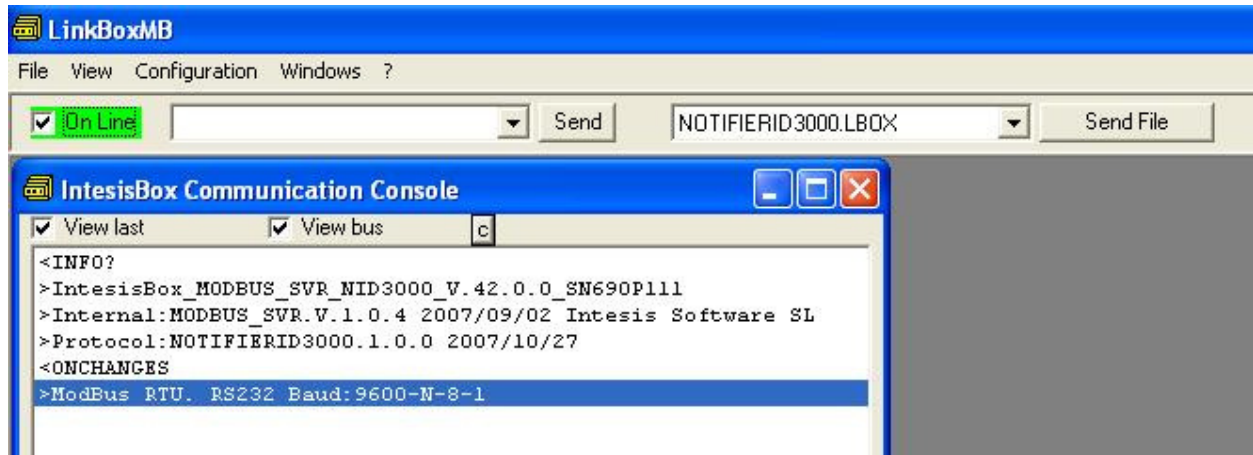 LinkBoxMB
File View Configuration Windows ?
On Line Send NOTIFIERID3000.LBOX Send File
IntesisBox Communication Console
View last View bus c
<INFO?
>IntesisBox_MODBUS_SVR_NID3000_V.42.0.0_SN690P111
>Internal:MODBUS_SVR.V.1.0.4 2007/09/02 Intesis Software SL
>Protocol:NOTIFIERID3000.1.0.0 2007/10/27
<ONCHANGES
>ModBus RTU. RS232 Baud:9600-N-8-1